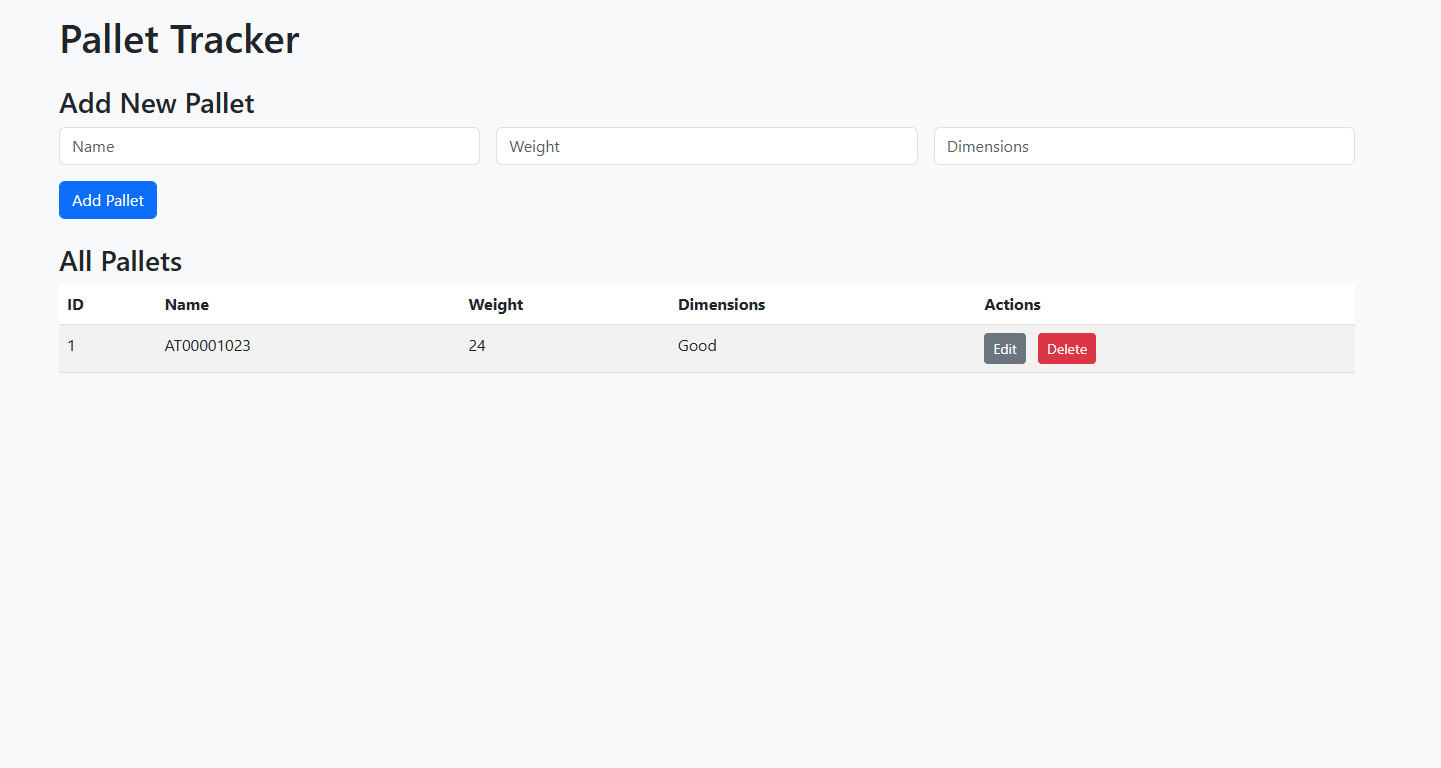 Pallet Tracker
Add New Pallet
Name Weight Dimensions
Add Pallet
All Pallets
ID Name Weight Dimensions Actions
1 AT00001023 24 Good Edit Delete